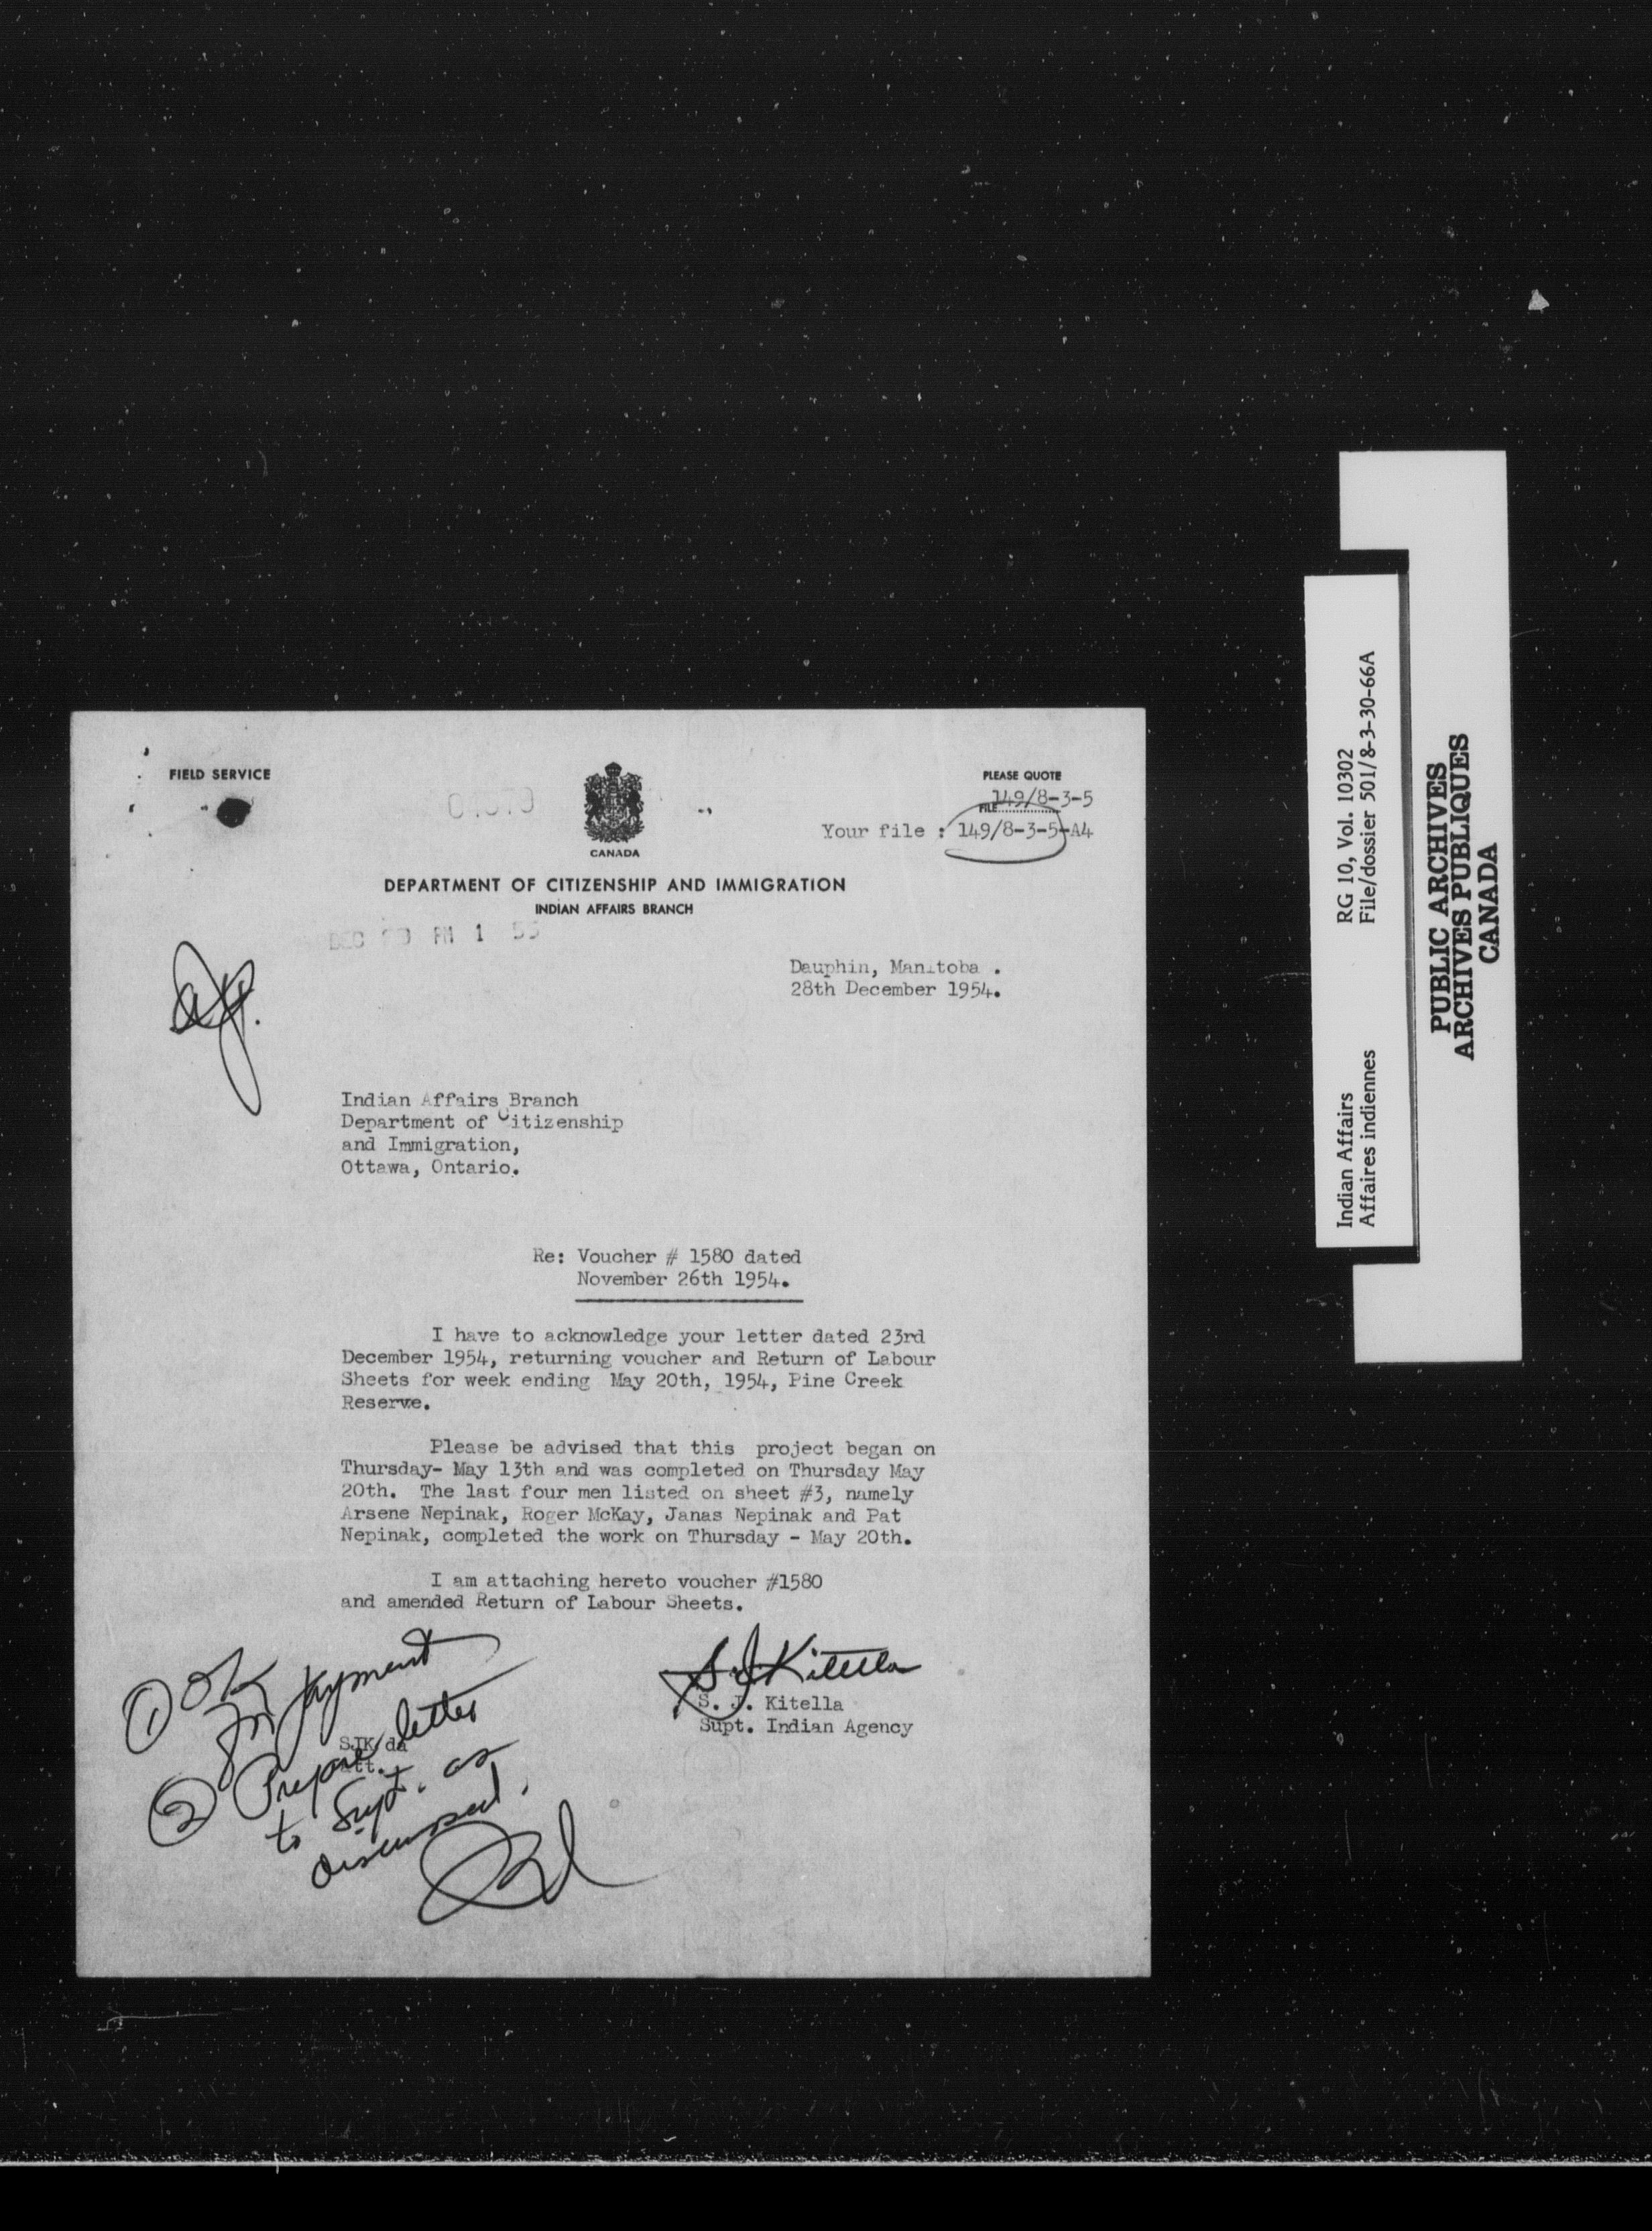 FIELD SERVICE
CANADA
PLEASE QUOTE
FILE 149/8-3-5
Your file : 149/8-3-5-A4
DEPARTMENT OF CITIZENSHIP AND IMMIGRATION
INDIAN AFFAIRS BRANCH
Dauphin, Manitoba .
28th December 1954.
Indian Affairs Branch
Department of Citizenship
and Immigration,
Ottawa, Ontario.
Re: Voucher # 1580 dated
November 26th 1954.
I have to acknowledge your letter dated 23rd
December 1954, returning voucher and Return of Labour
Sheets for week ending May 20th, 1954, Pine Creek
Reserve.
Please be advised that this project began on
Thursday- May 13th and was completed on Thursday May
20th. The last four men listed on sheet #3, namely
Arsene Nepinak, Roger McKay, Janas Nepinak and Pat
Nepinak, completed the work on Thursday - May 20th.
I am attaching hereto voucher #1580
and amended Return of Labour Sheets.
S J Kitella
S. J. Kitella
Supt. Indian Agency
SJK/da
att.
① OK
for payment
② Prepare letter
to Supt. as
discussed.
Indian Affairs RG 10, Vol. 10302
Affaires indiennes File/dossier 501/8-3-30-66A
PUBLIC ARCHIVES
ARCHIVES PUBLIQUES
CANADA